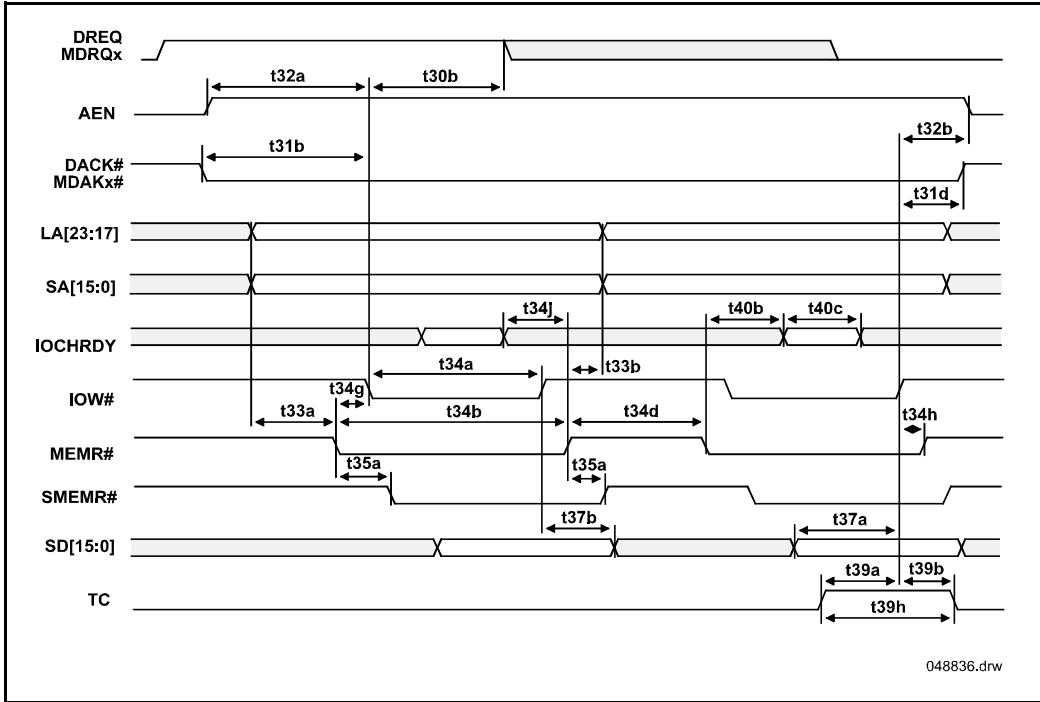 DREQ
MDRQx
t32a
t30b
AEN
t32b
t31b
DACK#
MDAKx#
t31d
LA[23:17]
SA[15:0]
t34j
t40b
t40c
IOCHRDY
t34a
t33b
IOW#
t34g
t33a
t34b
t34d
t34h
MEMR#
t35a
t35a
SMEMR#
t37b
t37a
SD[15:0]
t39a
t39b
TC
t39h
048836.drw